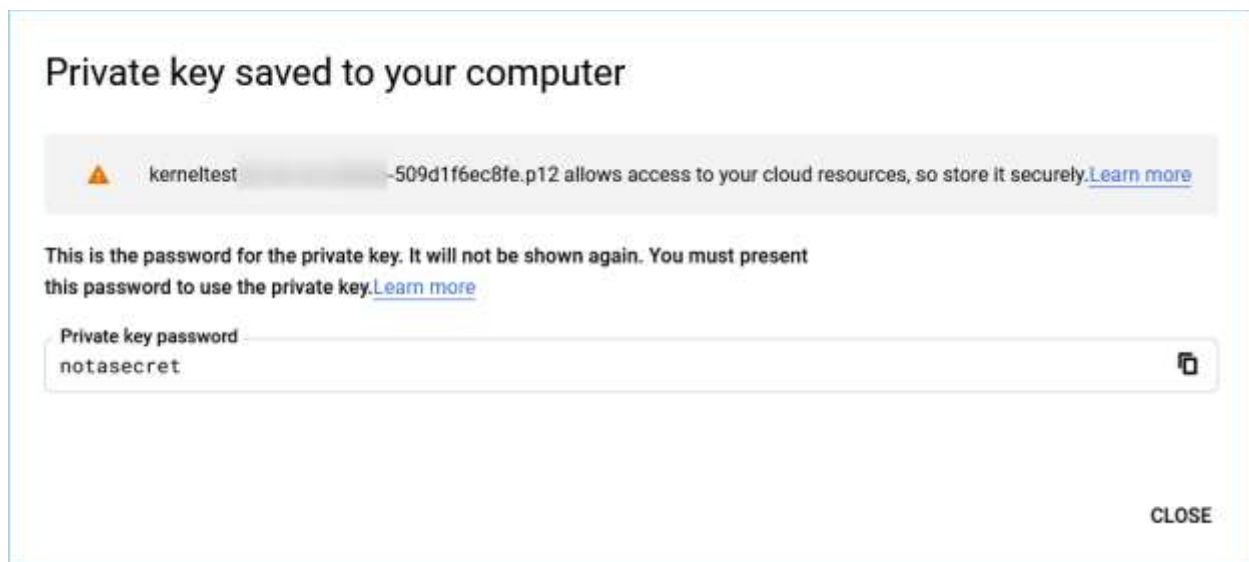 Private key saved to your computer
kerneltest -509d1f6ec8fe.p12 allows access to your cloud resources, so store it securely.Learn more
This is the password for the private key. It will not be shown again. You must present
this password to use the private key.Learn more
Private key password
notasecret
CLOSE